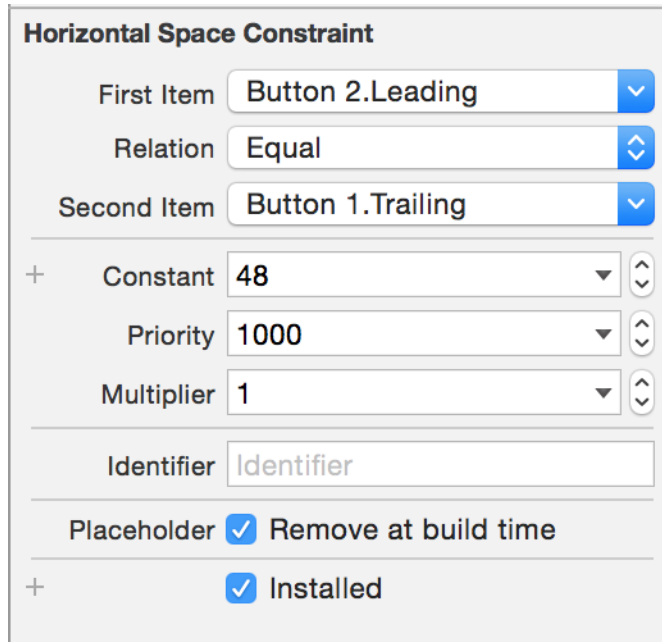 Horizontal Space Constraint
First Item Button 2.Leading
Relation Equal
Second Item Button 1.Trailing
+ Constant 48
Priority 1000
Multiplier 1
Identifier Identifier
Placeholder Remove at build time
+ Installed